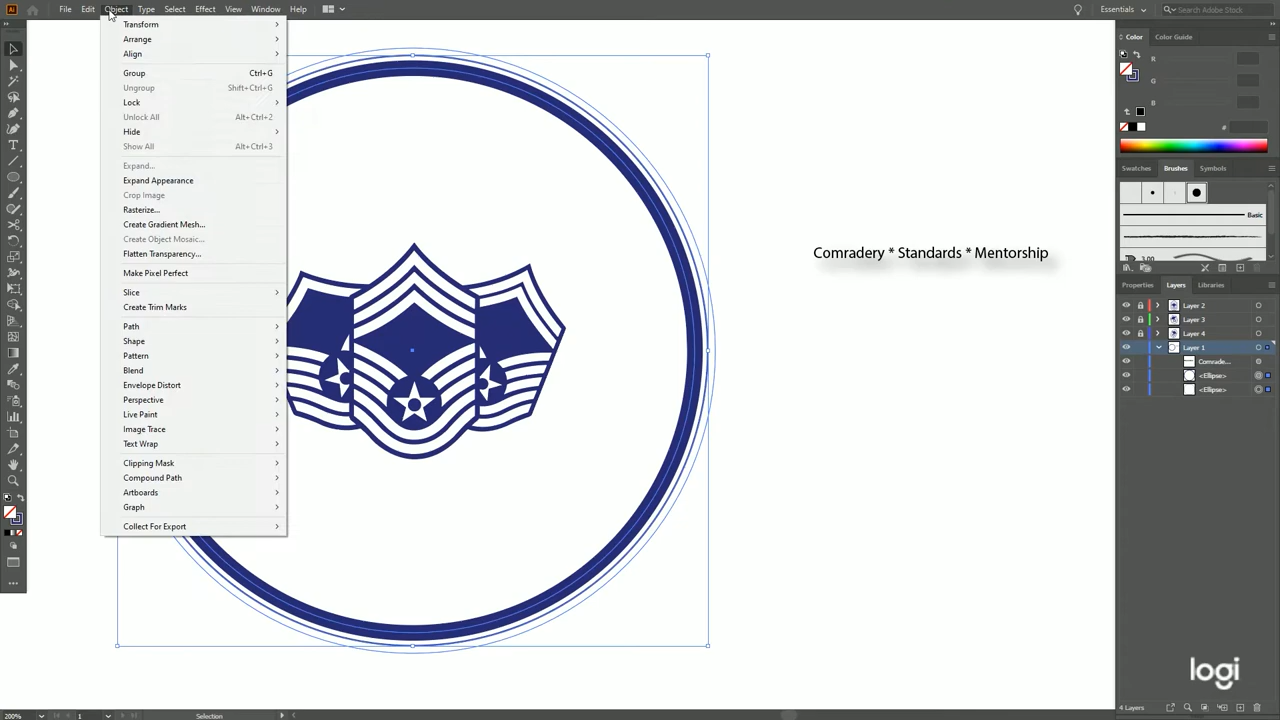 Ai File Edit Object Type Select Effect View Window Help Essentials Search Adobe Stock
Transform
Arrange
Align
Group Ctrl+G
Ungroup Shift+Ctrl+G
Lock
Unlock All Alt+Ctrl+2
Hide
Show All Alt+Ctrl+3
Expand...
Expand Appearance
Crop Image
Rasterize...
Create Gradient Mesh...
Create Object Mosaic...
Flatten Transparency...
Make Pixel Perfect
Slice
Create Trim Marks
Path
Shape
Pattern
Blend
Envelope Distort
Perspective
Live Paint
Image Trace
Text Wrap
Clipping Mask
Compound Path
Artboards
Graph
Collect For Export
Comradery * Standards * Mentorship
Color Color Guide
R
G
B
#
Swatches Brushes Symbols
Basic
3.00
Properties Layers Libraries
Layer 2
Layer 3
Layer 4
Layer 1
Comrade...
<Ellipse>
<Ellipse>
logi
200% 1 Selection
4 Layers